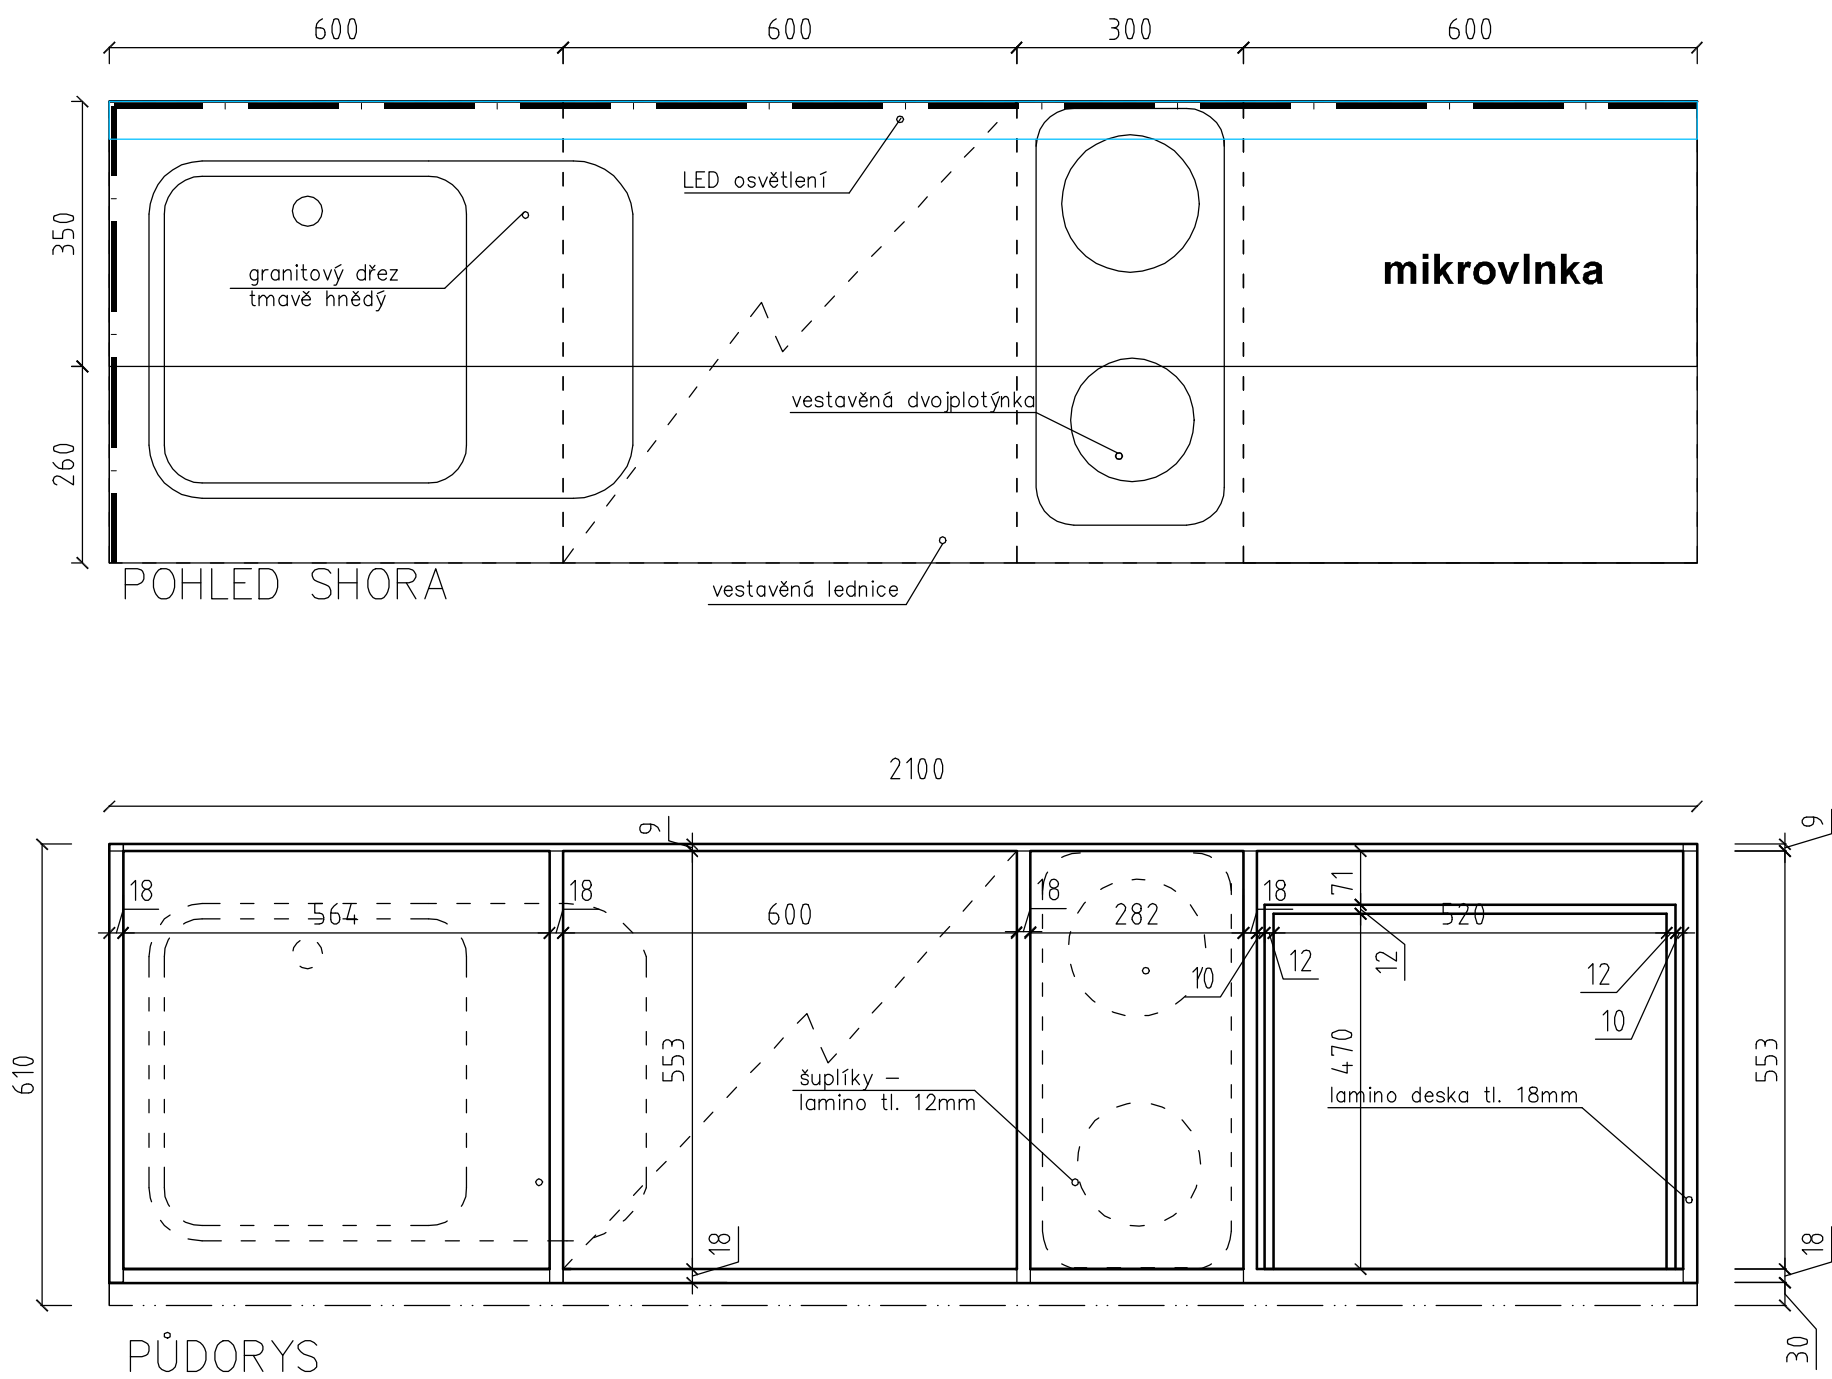 600
600
300
600
350
260
LED osvětlení
granitový dřez
tmavě hnědý
mikrovlnka
vestavěná dvojplotýnka
vestavěná lednice
POHLED SHORA
2100
9
9
610
18
564
18
600
18
282
18
71
520
10
12
12
12
10
553
470
553
šuplíky –
lamino tl. 12mm
lamino deska tl. 18mm
18
18
30
PŮDORYS